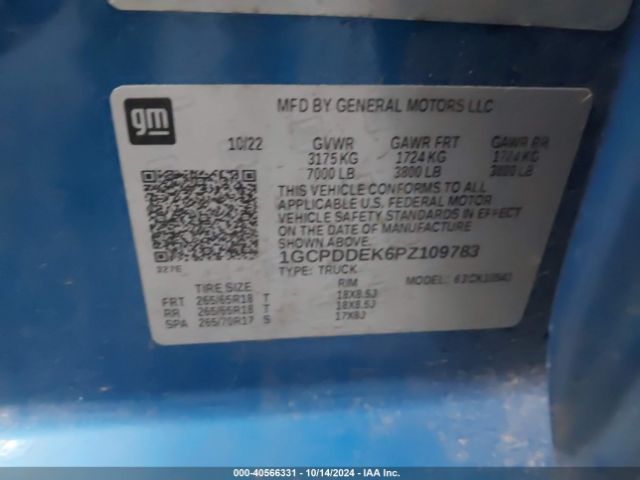 gm
MFD BY GENERAL MOTORS LLC
10/22 GVWR GAWR FRT GAWR RR
3175 KG 1724 KG 1724 KG
7000 LB 3800 LB 3800 LB
THIS VEHICLE CONFORMS TO ALL
APPLICABLE U.S. FEDERAL MOTOR
VEHICLE SAFETY STANDARDS IN EFFECT
ON THE DATE OF MANUFACTURE
SHOWN ABOVE.
1GCPDDEK6PZ109783
327E
TYPE: TRUCK
MODEL:
TIRE SIZE RIM
FRT 265/65R18 T 18X8.5J
RR 265/65R18 T 18X8.5J
SPA 265/70R17 S 17X8J
000-40566331 - 10/14/2024 - IAA Inc.